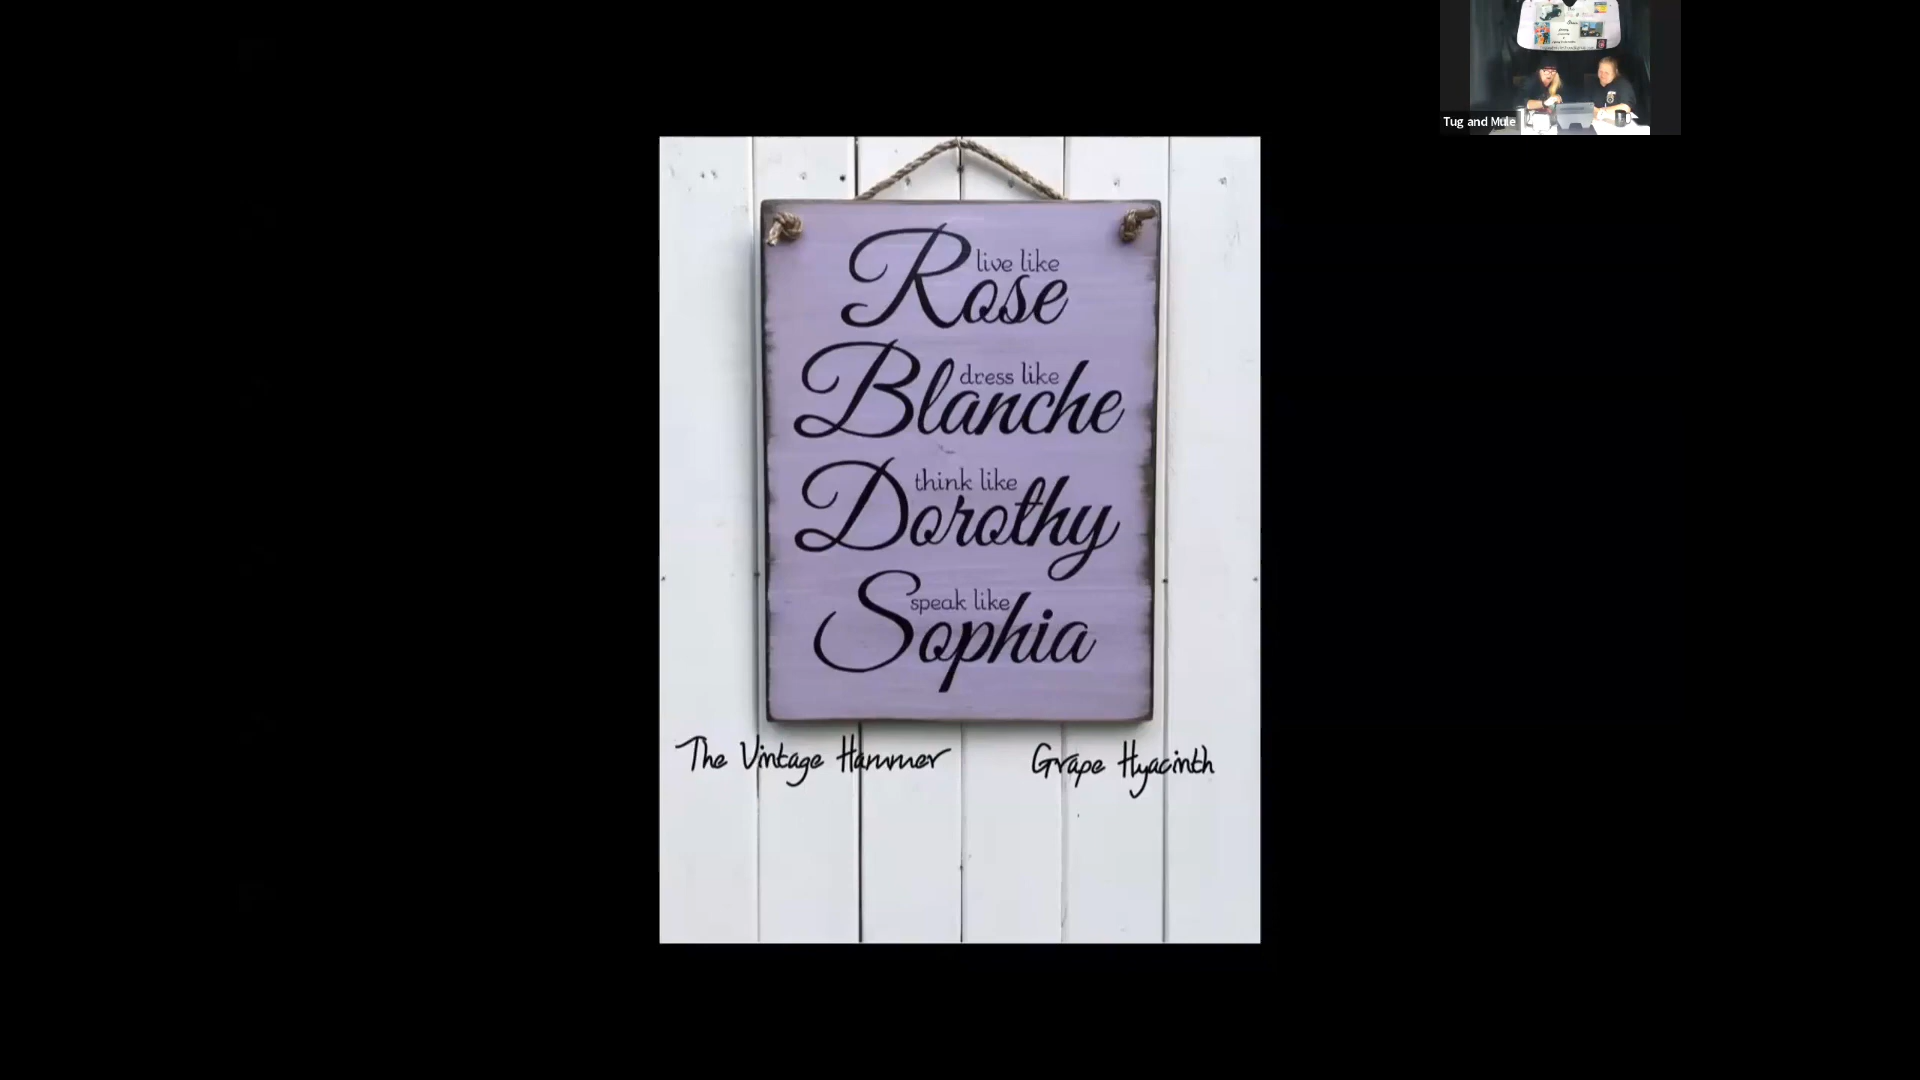 live like
Rose
dress like
Blanche
think like
Dorothy
speak like
Sophia
The Vintage Hammer
Grape Hyacinth
Tug and Mule